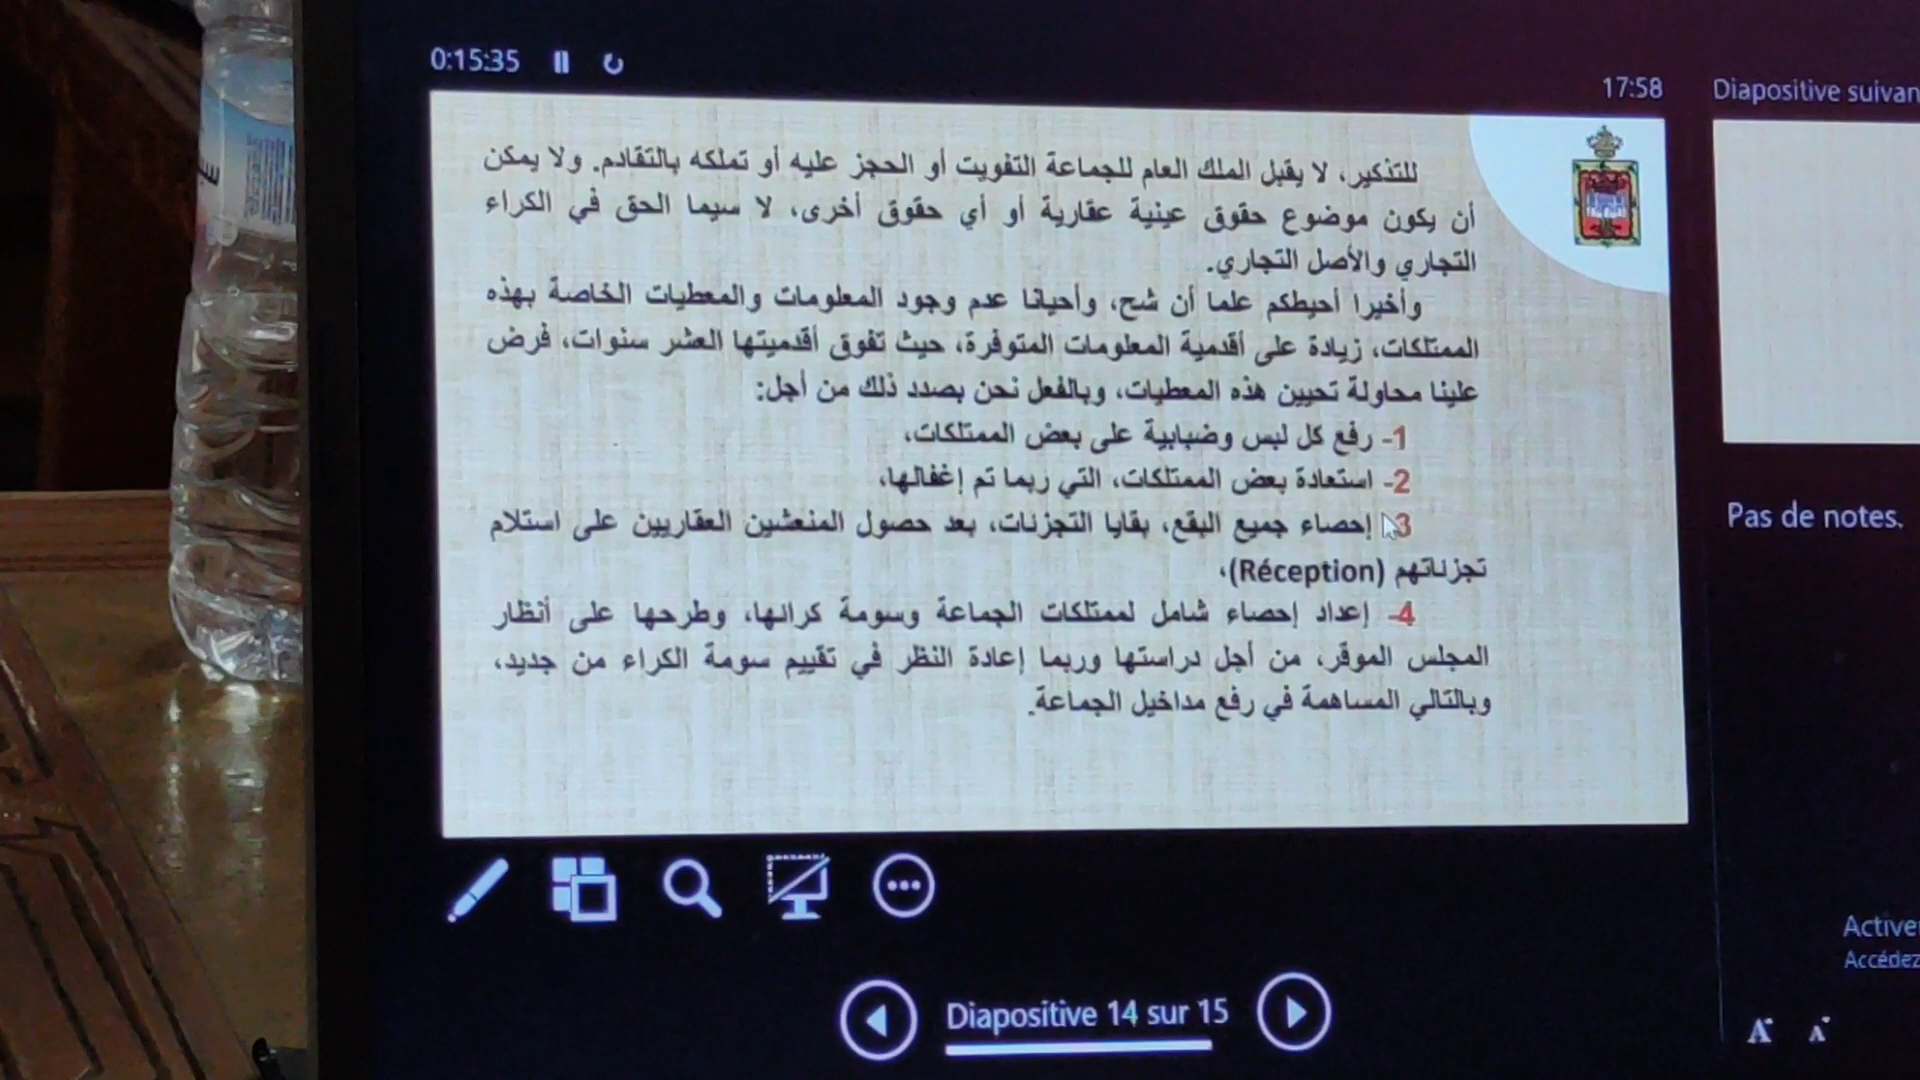 0:15:35
17:58
Diapositive suivan
للتذكير، لا يقبل الملك العام للجماعة التفويت أو الحجز عليه أو تملكه بالتقادم. ولا يمكن
أن يكون موضوع حقوق عينية عقارية أو أي حقوق أخرى، لا سيما الحق في الكراء
التجاري والأصل التجاري.
وأخيرا أحيطكم علما أن شح، وأحيانا عدم وجود المعلومات والمعطيات الخاصة بهذه
الممتلكات، زيادة على أقدمية المعلومات المتوفرة، حيث تفوق أقدميتها العشر سنوات، فرض
علينا محاولة تحيين هذه المعطيات، وبالفعل نحن بصدد ذلك من أجل:
1- رفع كل لبس وضبابية على بعض الممتلكات،
2- استعادة بعض الممتلكات، التي ربما تم إغفالها،
3 إحصاء جميع البقع، بقايا التجزئات، بعد حصول المنعشين العقاريين على استلام
تجزئاتهم (Réception)،
4- إعداد إحصاء شامل لممتلكات الجماعة وسومة كرائها، وطرحها على أنظار
المجلس الموقر، من أجل دراستها وربما إعادة النظر في تقييم سومة الكراء من جديد،
وبالتالي المساهمة في رفع مداخيل الجماعة.
Pas de notes.
Active
Accédez
Diapositive 14 sur 15
A A